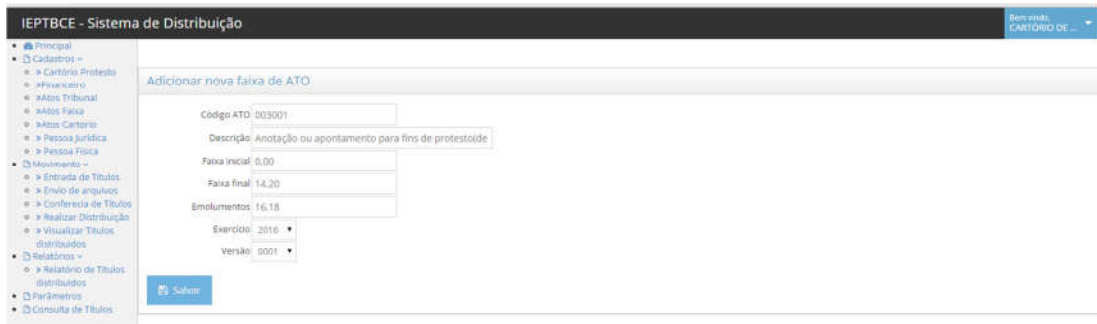 IEPTBCE - Sistema de Distribuição
Bem vindo,
CARTÓRIO DE ...
Principal
Cadastros
» Cartório Protesto
»Financeiro
»Atos Tribunal
»Atos Faixa
»Atos Cartorio
» Pessoa Jurídica
» Pessoa Física
Movimento
» Entrada de Títulos
» Envio de arquivos
» Conferecia de Títulos
» Realizar Distribuição
» Visualizar Titulos
distribuidos
Relatórios
» Relatório de Titulos
distribuidos
Parâmetros
Consulta de Títulos
Adicionar nova faixa de ATO
Código ATO 003001
Descrição Anotação ou apontamento para fins de protesto(de
Faixa inicial 0,00
Faixa final 14,20
Emolumentos 16,18
Exercício 2016
Versão 0001
Salvar